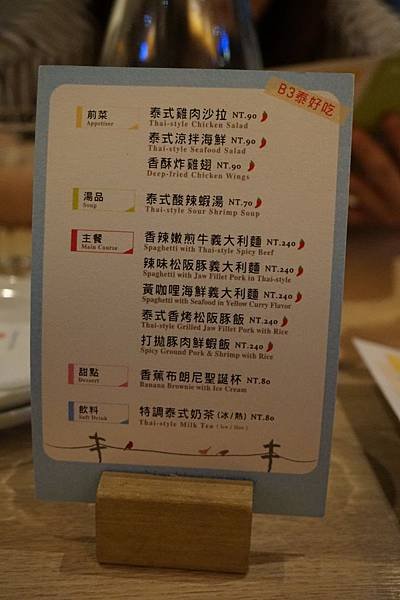 B3泰好吃
前菜
Appetizer
泰式雞肉沙拉 NT.90
Thai-style Chicken Salad
泰式涼拌海鮮 NT.90
Thai-style Seafood Salad
香酥炸雞翅 NT.90
Deep-fried Chicken Wings
湯品
Soup
泰式酸辣蝦湯 NT.70
Thai-style Sour Shrimp Soup
主餐
Main Course
香辣嫩煎牛義大利麵 NT.240
Spaghetti with Thai-style Spicy Beef
辣味松阪豚義大利麵 NT.240
Spaghetti with Jaw Fillet Pork in Thai-style
黃咖哩海鮮義大利麵 NT.240
Spaghetti with Seafood in Yellow Curry Flavor
泰式香烤松阪豚飯 NT.240
Thai-style Grilled Jaw Fillet Pork with Rice
打拋豚肉鮮蝦飯 NT.240
Spicy Ground Pork & Shrimp with Rice
甜點
Dessert
香蕉布朗尼聖誕杯 NT.80
Banana Brownie with Ice Cream
飲料
Soft Drink
特調泰式奶茶(冰/熱) NT.80
Thai-style Milk Tea ( Ice / Hot )